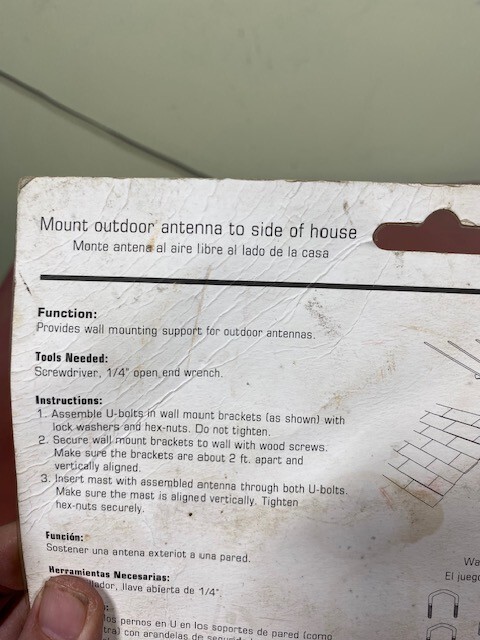 Mount outdoor antenna to side of house
Monte antena al aire libre al lado de la casa
Function:
Provides wall mounting support for outdoor antennas.
Tools Needed:
Screwdriver, 1/4" open end wrench.
Instructions:
1. Assemble U-bolts in wall mount brackets (as shown) with
lock washers and hex-nuts. Do not tighten.
2. Secure wall mount brackets to wall with wood screws.
Make sure the brackets are about 2 ft. apart and
vertically aligned.
3. Insert mast with assembled antenna through both U-bolts.
Make sure the mast is aligned vertically. Tighten
hex-nuts securely.
Función:
Sostener una antena exteriot a una pared.
Herramientas Necesarias:
llave abierta de 1/4".
pernos en U en los soportes de pared (como
con arandelas de
Wa
El jueg